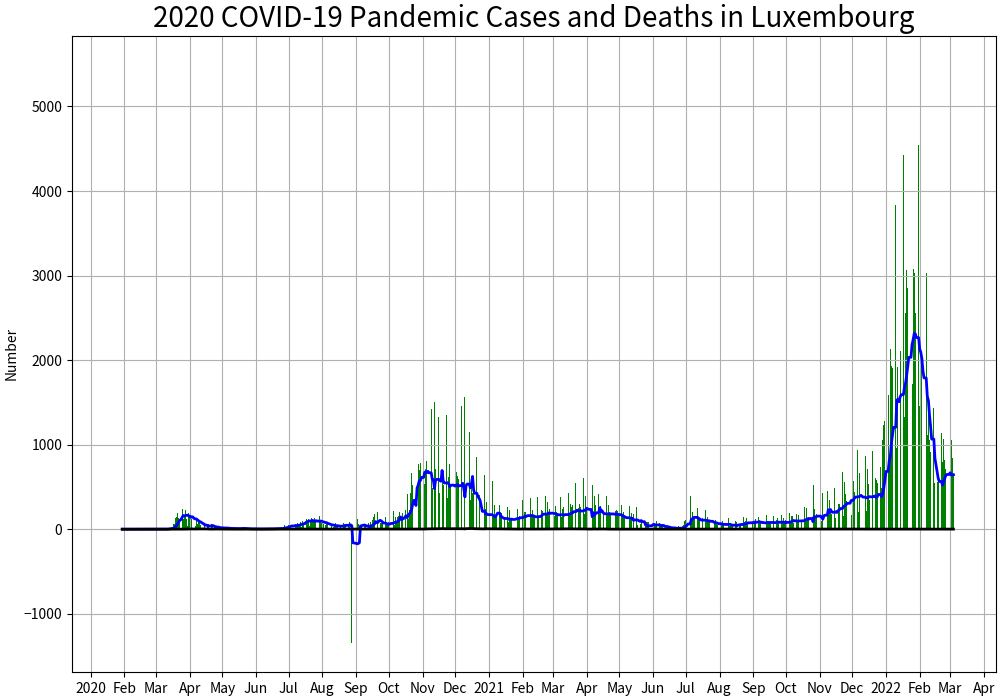 2020 COVID-19 Pandemic Cases and Deaths in Luxembourg
Number
5000
4000
3000
2000
1000
0
−1000
2020 Feb Mar Apr May Jun Jul Aug Sep Oct Nov Dec 2021 Feb Mar Apr May Jun Jul Aug Sep Oct Nov Dec 2022 Feb Mar Apr